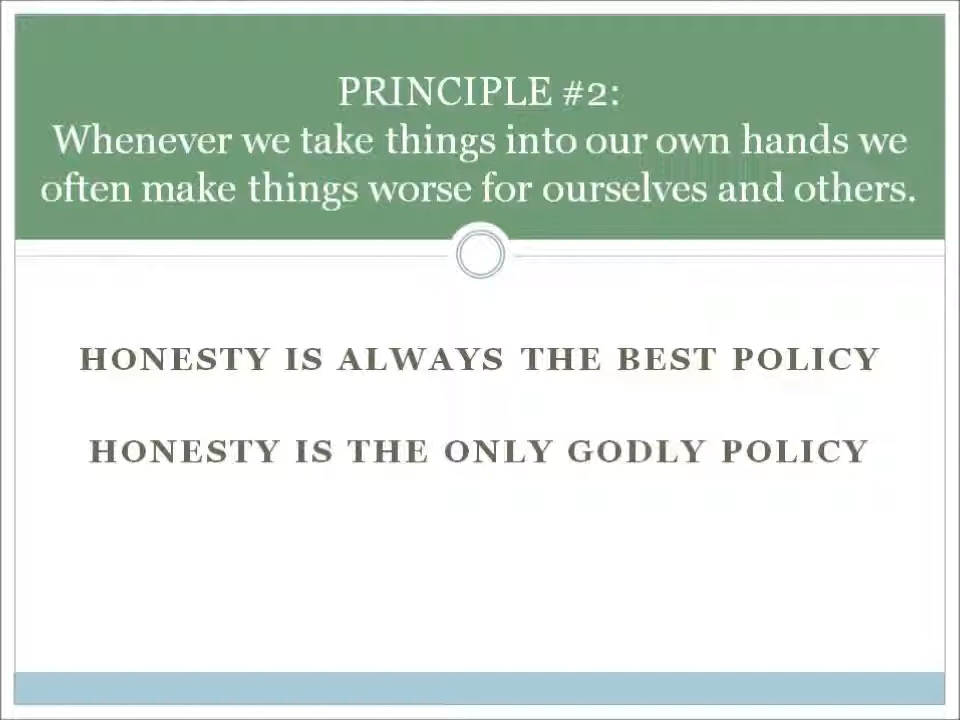 PRINCIPLE #2:
Whenever we take things into our own hands we
often make things worse for ourselves and others.
HONESTY IS ALWAYS THE BEST POLICY
HONESTY IS THE ONLY GODLY POLICY